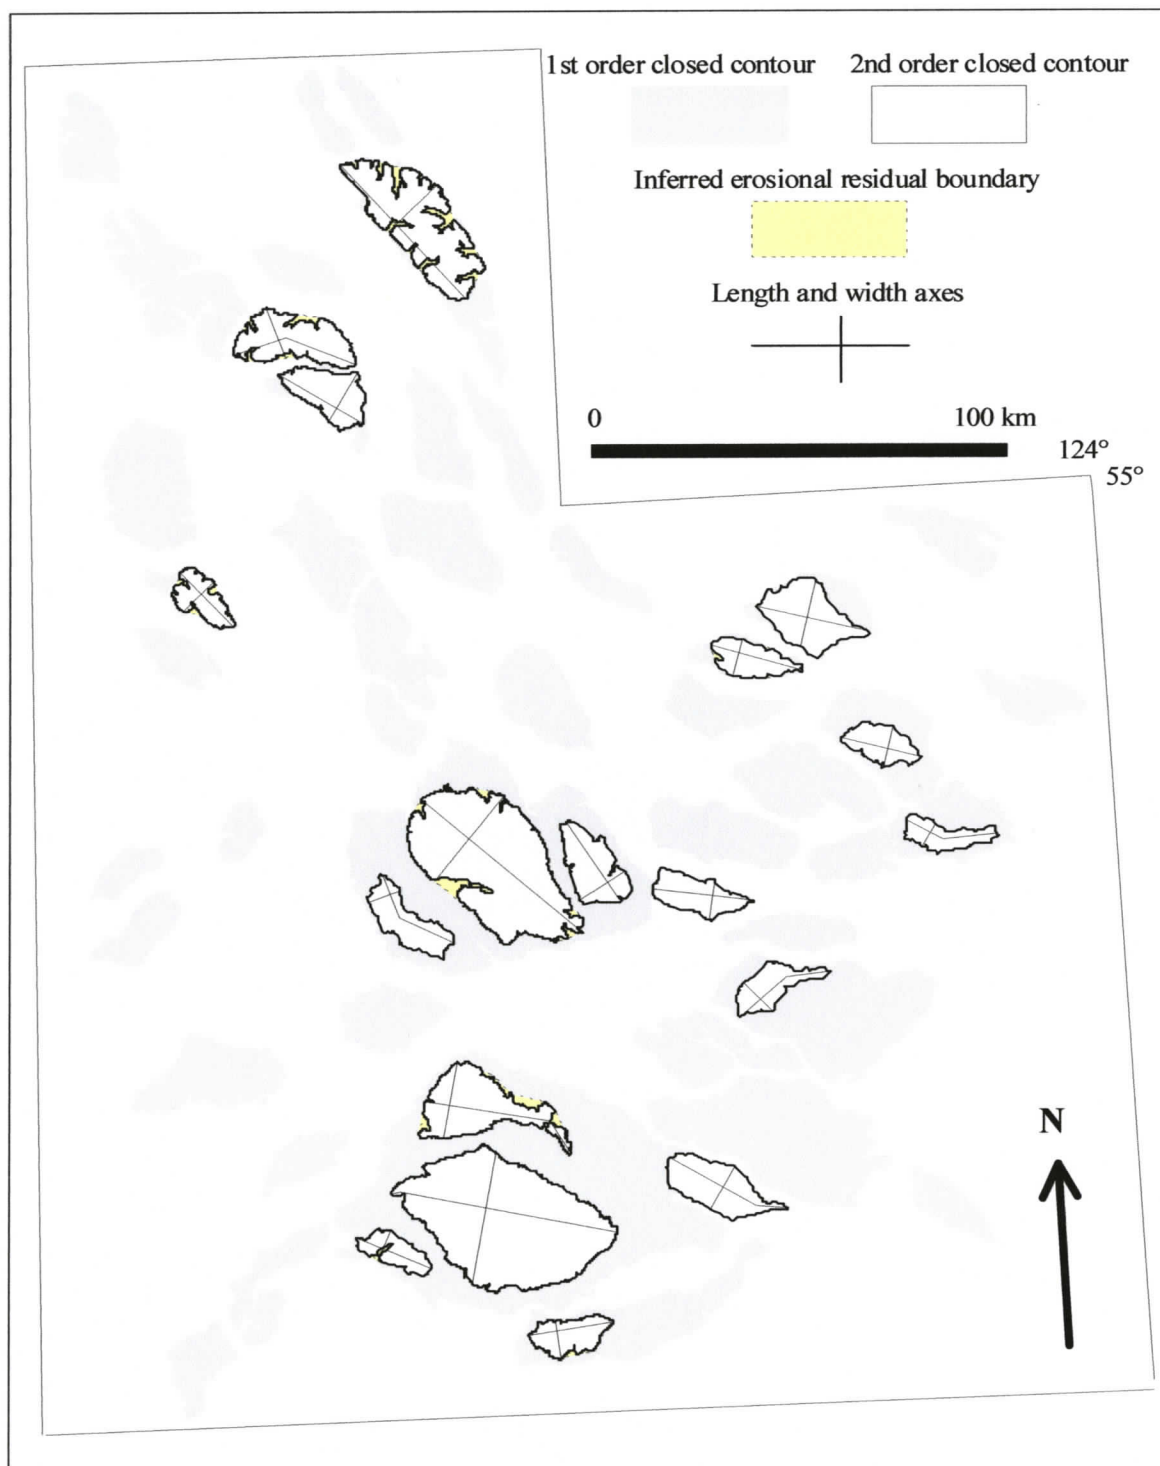 1st order closed contour 2nd order closed contour
Inferred erosional residual boundary
Length and width axes
0 100 km
124°
55°
N